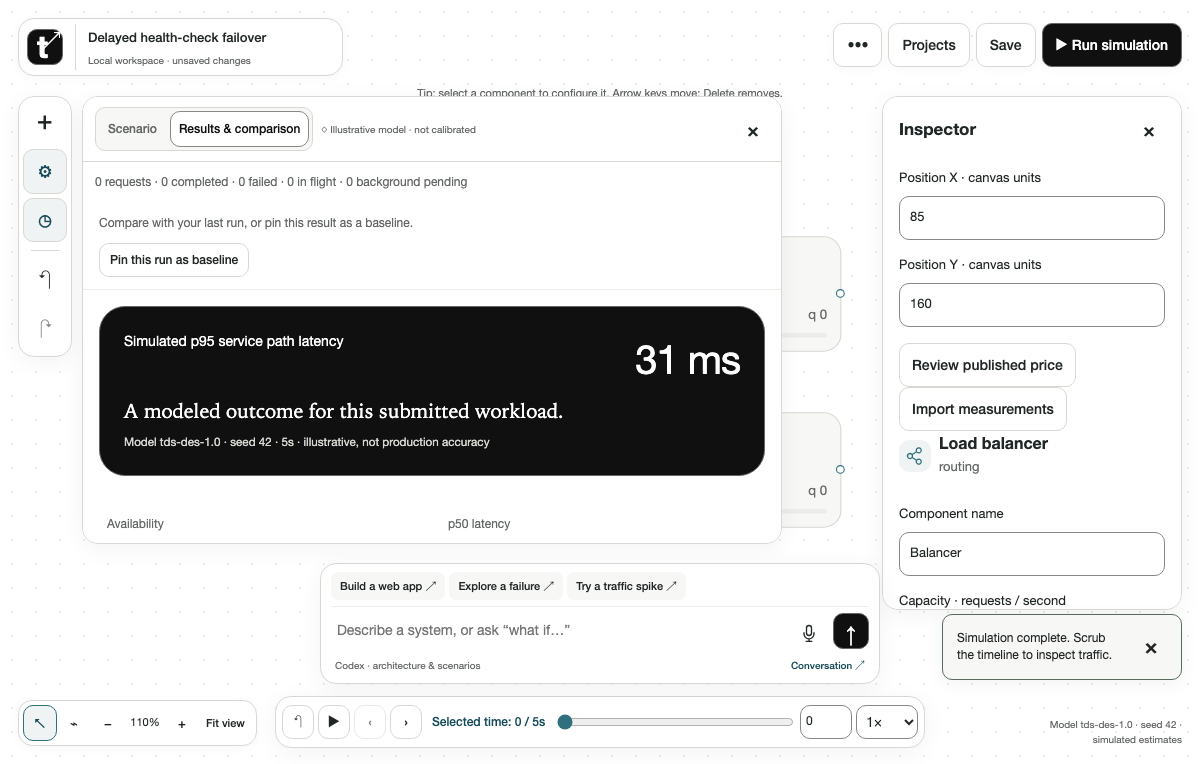 t
Delayed health-check failover
Local workspace · unsaved changes
•••
Projects
Save
▶ Run simulation
Tip: select a component to configure it. Arrow keys move; Delete removes.
Scenario
Results & comparison
◇ Illustrative model · not calibrated
×
0 requests · 0 completed · 0 failed · 0 in flight · 0 background pending
Compare with your last run, or pin this result as a baseline.
Pin this run as baseline
Simulated p95 service path latency
31 ms
A modeled outcome for this submitted workload.
Model tds-des-1.0 · seed 42 · 5s · illustrative, not production accuracy
Availability
p50 latency
q 0
q 0
Inspector
×
Position X · canvas units
85
Position Y · canvas units
160
Review published price
Import measurements
Load balancer
routing
Component name
Balancer
Capacity · requests / second
Build a web app ↗
Explore a failure ↗
Try a traffic spike ↗
Describe a system, or ask “what if…”
Codex · architecture & scenarios
Conversation ↗
Simulation complete. Scrub
the timeline to inspect traffic.
×
110%
Fit view
Selected time: 0 / 5s
0
1×
Model tds-des-1.0 · seed 42 ·
simulated estimates